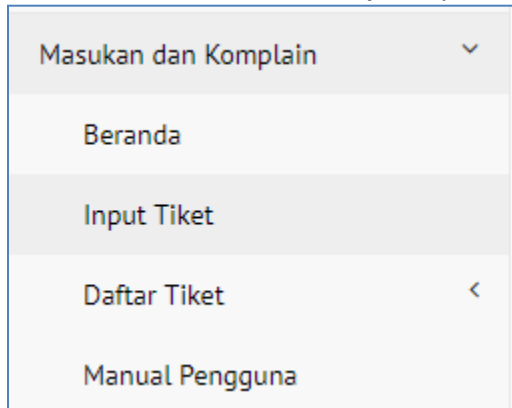 Masukan dan Komplain
Beranda
Input Tiket
Daftar Tiket
Manual Pengguna